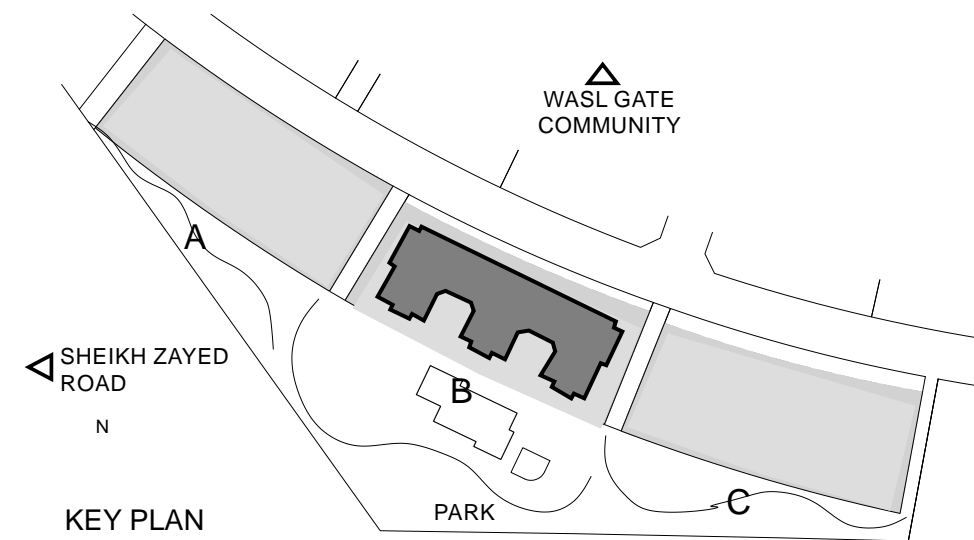 WASL GATE
COMMUNITY
A
SHEIKH ZAYED
ROAD
B
N
C
PARK
KEY PLAN